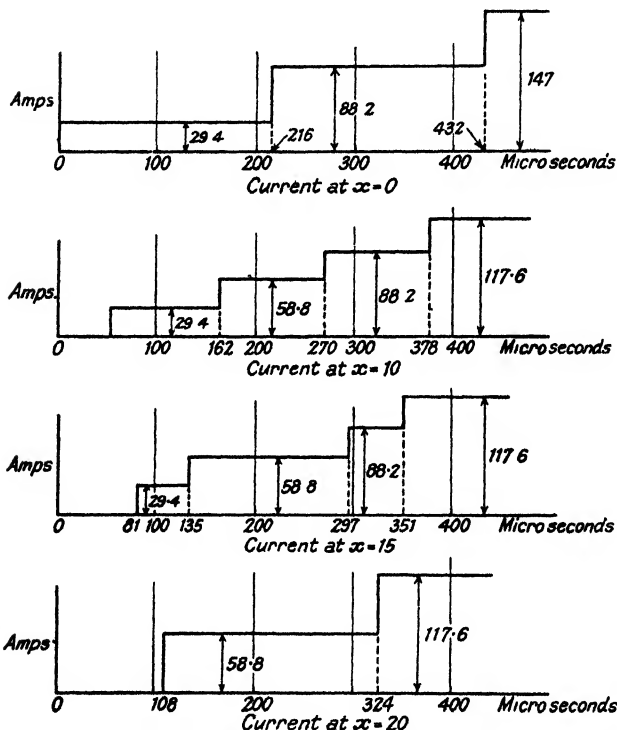 147
Amps
88 2
29 4
216
432
0 100 200 300 400 Microseconds
Current at x=0
Amps.
117·6
88 2
58·8
29 4
0 100 162 200 270 300 378 400 Microseconds
Current at x=10
Amps
117 6
88·2
58 8
29·4
0 81 100 135 200 297 351 400 Microseconds
Current at x=15
Amps·
117·6
58·8
0 108 200 324 400 Microseconds
Current at x=20